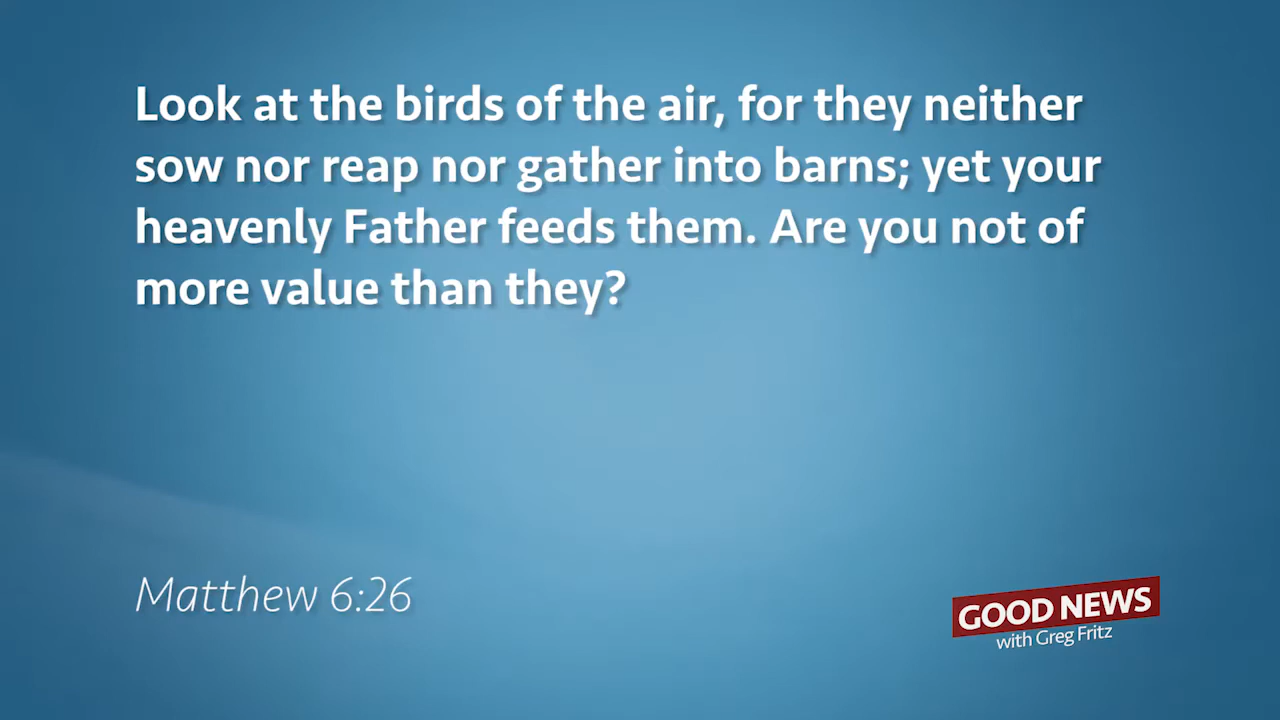 Look at the birds of the air, for they neither
sow nor reap nor gather into barns; yet your
heavenly Father feeds them. Are you not of
more value than they?
Matthew 6:26
GOOD NEWS
with Greg Fritz